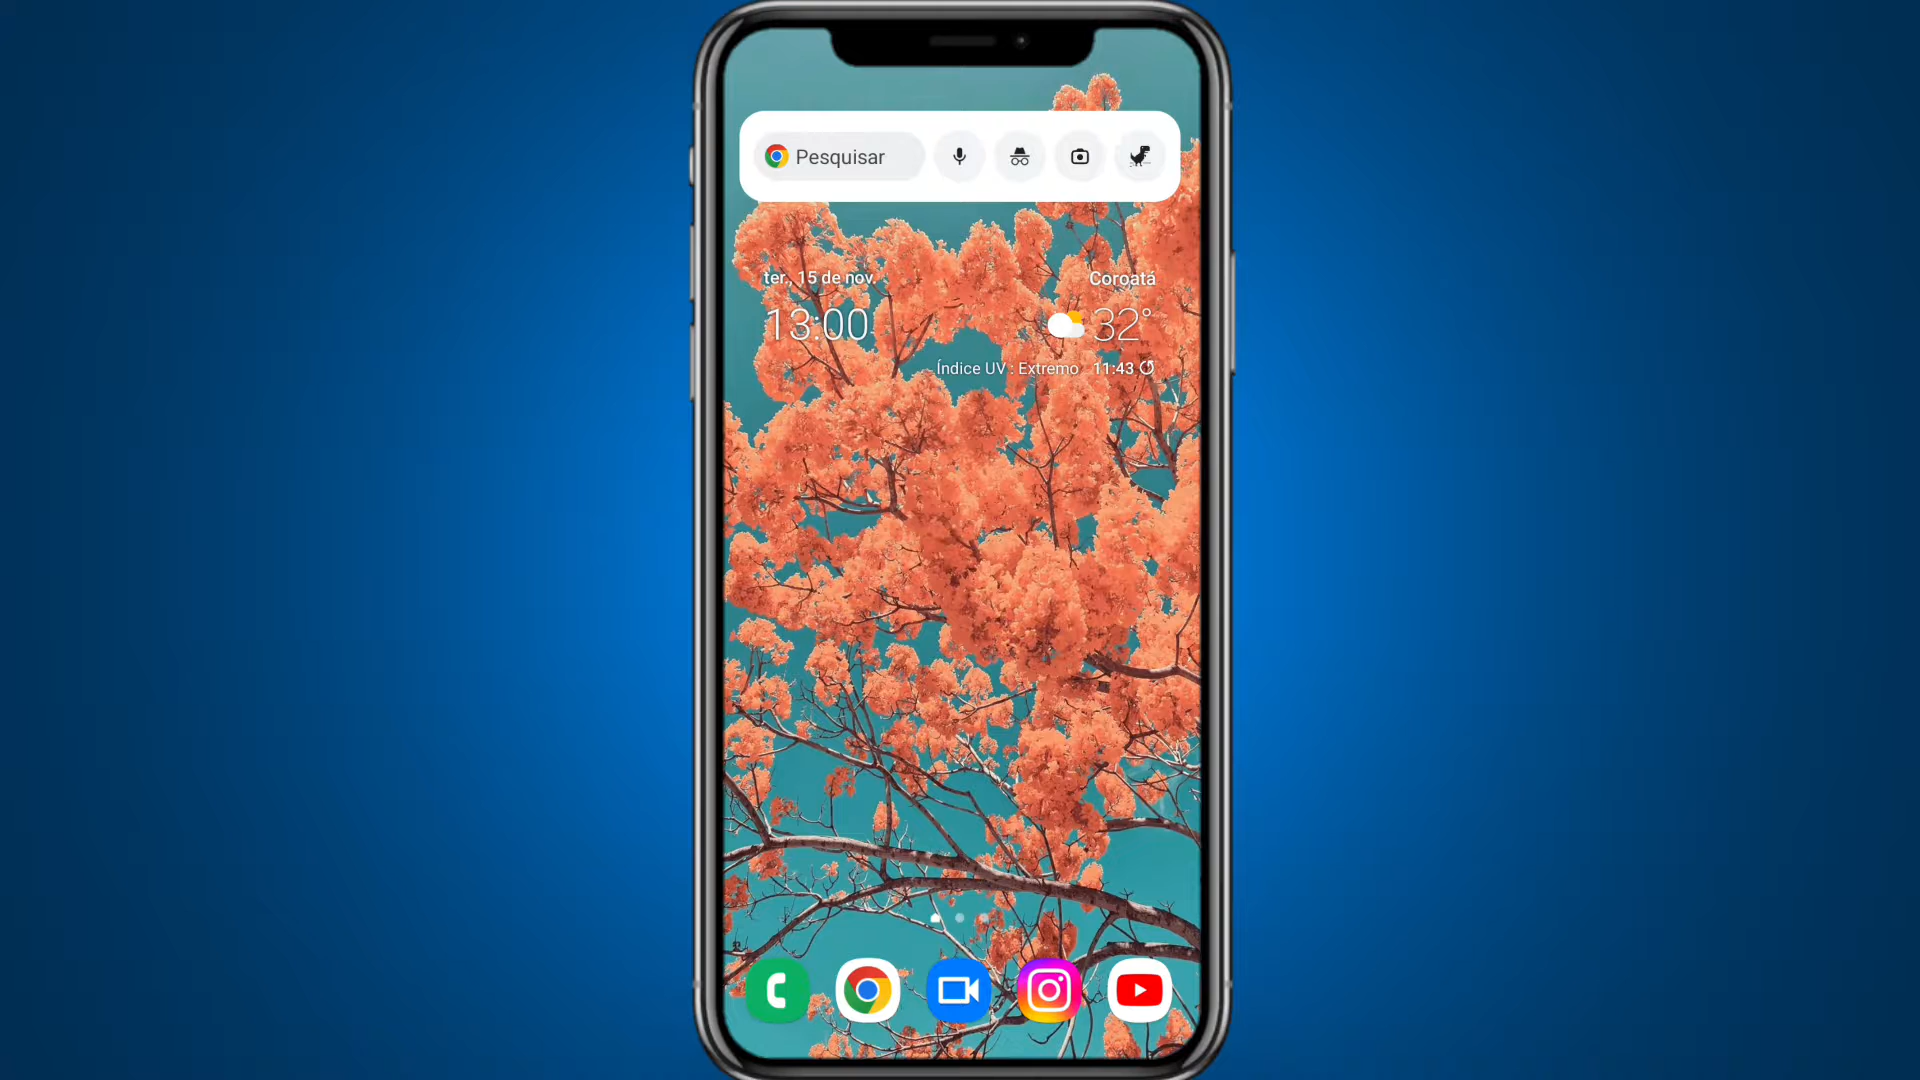 Pesquisar
ter., 15 de nov.
Coroatá
13:00
32°
Índice UV : Extremo 11:43